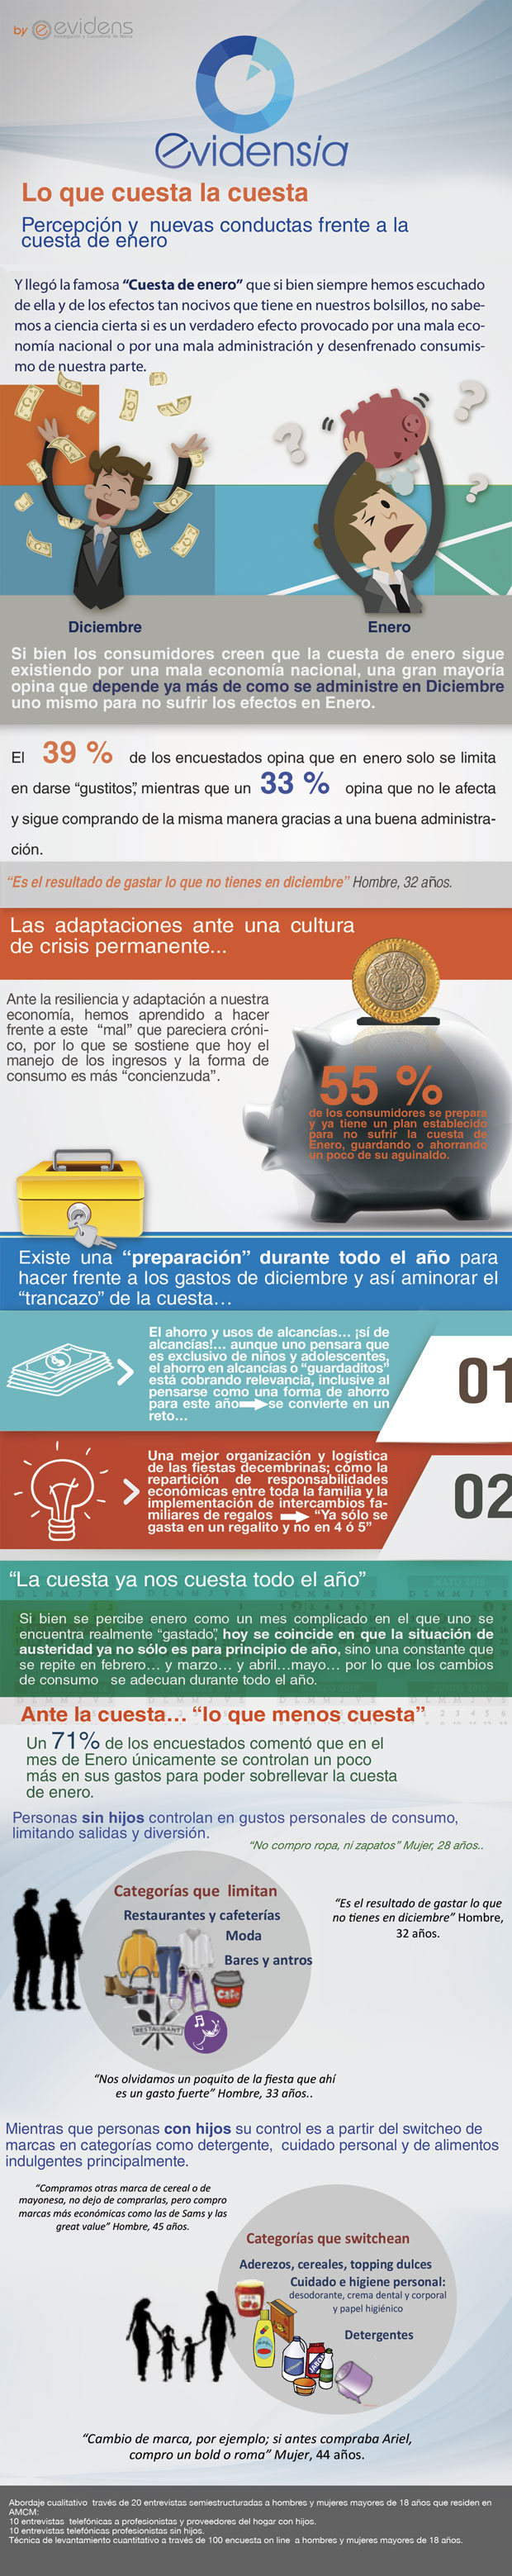 by evidens
Evidensia
Lo que cuesta la cuesta
Percepción y nuevas conductas frente a la
cuesta de enero
Y llegó la famosa “Cuesta de enero” que si bien siempre hemos escuchado
de ella y de los efectos tan nocivos que tiene en nuestros bolsillos, no sabe-
mos a ciencia cierta si es un verdadero efecto provocado por una mala eco-
nomía nacional o por una mala administración y desenfrenado consumis-
mo de nuestra parte.
Diciembre
Enero
Si bien los consumidores creen que la cuesta de enero sigue
existiendo por una mala economía nacional, una gran mayoría
opina que depende ya más de como se administre en Diciembre
uno mismo para no sufrir los efectos en Enero.
El 39 % de los encuestados opina que en enero solo se limita
en darse “gustitos”, mientras que un 33 % opina que no le afecta
y sigue comprando de la misma manera gracias a una buena administra-
ción.
“Es el resultado de gastar lo que no tienes en diciembre” Hombre, 32 años.
Las adaptaciones ante una cultura
de crisis permanente...
Ante la resiliencia y adaptación a nuestra
economía, hemos aprendido a hacer
frente a este “mal” que pareciera cróni-
co, por lo que se sostiene que hoy el
manejo de los ingresos y la forma de
consumo es más “concienzuda”.
55 %
de los consumidores se prepara
y ya tiene un plan establecido
para no sufrir la cuesta de
Enero, guardando o ahorrando
un poco de su aguinaldo.
Existe una “preparación” durante todo el año para
hacer frente a los gastos de diciembre y así aminorar el
“trancazo” de la cuesta…
El ahorro y usos de alcancías… ¡sí de
alcancías!… aunque uno pensara que
es exclusivo de niños y adolescentes,
el ahorro en alcancías o “guardaditos”
está cobrando relevancia, inclusive al
pensarse como una forma de ahorro
para este año se convierte en un
reto…
01
Una mejor organización y logística
de las fiestas decembrinas; como la
repartición de responsabilidades
económicas entre toda la familia y la
implementación de intercambios fa-
miliares de regalos “Ya sólo se
gasta en un regalito y no en 4 ó 5”
02
“La cuesta ya nos cuesta todo el año”
Si bien se percibe enero como un mes complicado en el que uno se
encuentra realmente “gastado”, hoy se coincide en que la situación de
austeridad ya no sólo es para principio de año, sino una constante que
se repite en febrero… y marzo… y abril…mayo… por lo que los cambios
de consumo se adecuan durante todo el año.
Ante la cuesta… “lo que menos cuesta”
Un 71% de los encuestados comentó que en el
mes de Enero únicamente se controlan un poco
más en sus gastos para poder sobrellevar la cuesta
de enero.
Personas sin hijos controlan en gustos personales de consumo,
limitando salidas y diversión.
“No compro ropa, ni zapatos” Mujer, 28 años..
Categorías que limitan
Restaurantes y cafeterías
Moda
Bares y antros
Cafe
RESTAURANT
“Es el resultado de gastar lo que
no tienes en diciembre” Hombre,
32 años.
“Nos olvidamos un poquito de la fiesta que ahí
es un gasto fuerte” Hombre, 33 años..
Mientras que personas con hijos su control es a partir del switcheo de
marcas en categorías como detergente, cuidado personal y de alimentos
indulgentes principalmente.
“Compramos otras marca de cereal o de
mayonesa, no dejo de comprarlas, pero compro
marcas más económicas como las de Sams y las
great value” Hombre, 45 años.
Categorías que switchean
Aderezos, cereales, topping dulces
Cuidado e higiene personal:
desodorante, crema dental y corporal
y papel higiénico
Detergentes
“Cambio de marca, por ejemplo; si antes compraba Ariel,
compro un bold o roma” Mujer, 44 años.
Abordaje cualitativo través de 20 entrevistas semiestructuradas a hombres y mujeres mayores de 18 años que residen en
AMCM:
10 entrevistas telefónicas a profesionistas y proveedores del hogar con hijos.
10 entrevistas telefónicas profesionistas sin hijos.
Técnica de levantamiento cuantitativo a través de 100 encuesta on line a hombres y mujeres mayores de 18 años.